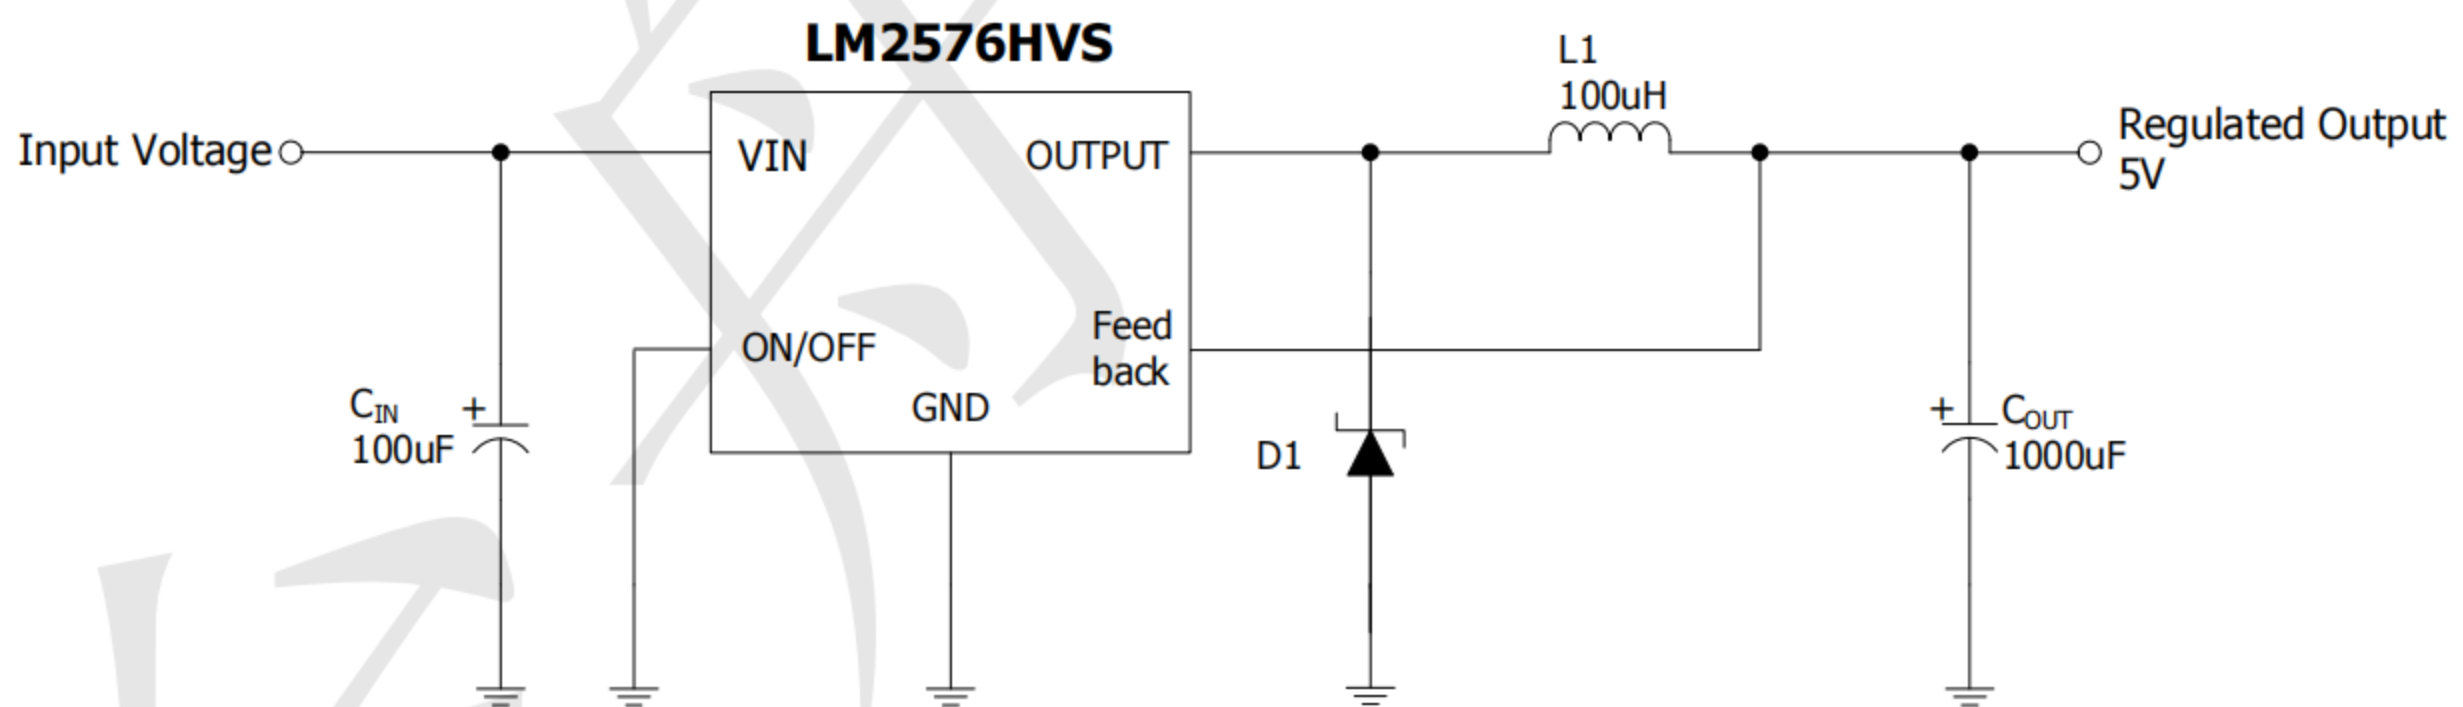 LM2576HVS
Input Voltage
VIN
OUTPUT
ON/OFF
Feed
back
GND
L1
100uH
Regulated Output
5V
+
CIN
100uF
D1
+
COUT
1000uF